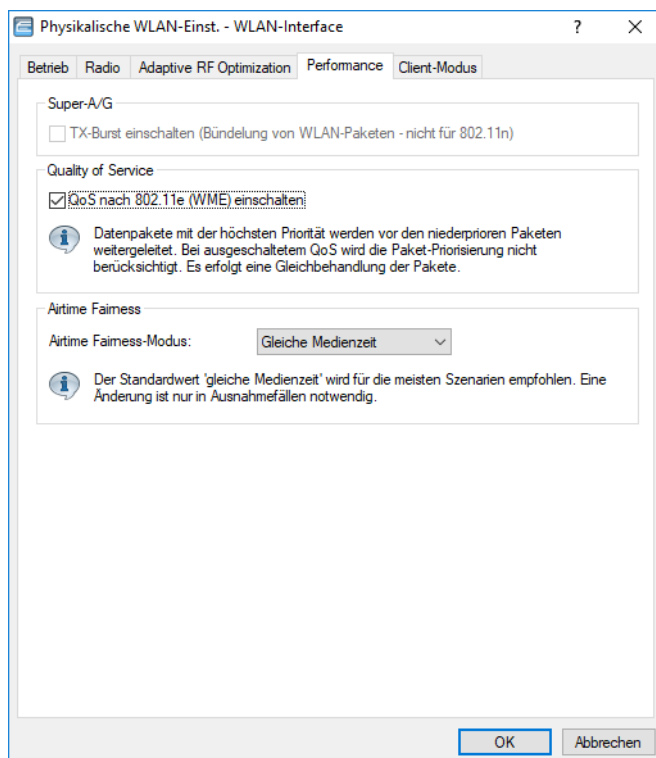 Physikalische WLAN-Einst. - WLAN-Interface
Betrieb Radio Adaptive RF Optimization Performance Client-Modus
Super-A/G
TX-Burst einschalten (Bündelung von WLAN-Paketen - nicht für 802.11n)
Quality of Service
QoS nach 802.11e (WME) einschalten
Datenpakete mit der höchsten Priorität werden vor den niederprioren Paketen
weitergeleitet. Bei ausgeschaltetem QoS wird die Paket-Priorisierung nicht
berücksichtigt. Es erfolgt eine Gleichbehandlung der Pakete.
Airtime Fairness
Airtime Fairness-Modus: Gleiche Medienzeit
Der Standardwert 'gleiche Medienzeit' wird für die meisten Szenarien empfohlen. Eine
Änderung ist nur in Ausnahmefällen notwendig.
OK Abbrechen